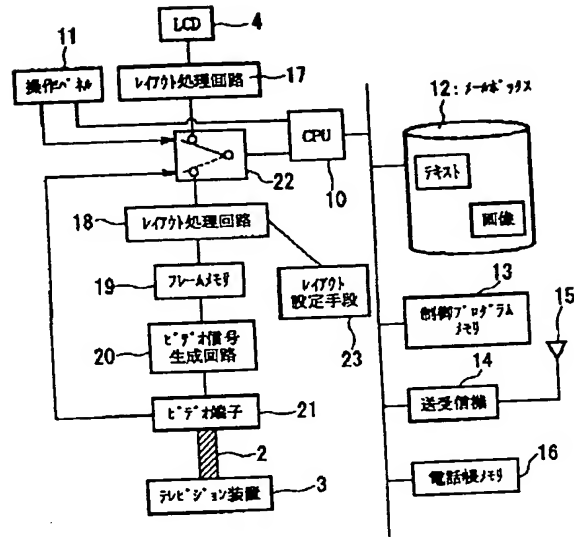 LCD
4
11
操作パネル
レイアウト処理回路
17
12:メールボックス
CPU
10
テキスト
画像
22
18
レイアウト処理回路
19
フレームメモリ
レイアウト
設定手段
23
13
制御プログラム
メモリ
15
20
ビデオ信号
生成回路
14
送受信機
ビデオ端子
21
2
電話帳メモリ
16
テレビジョン装置
3